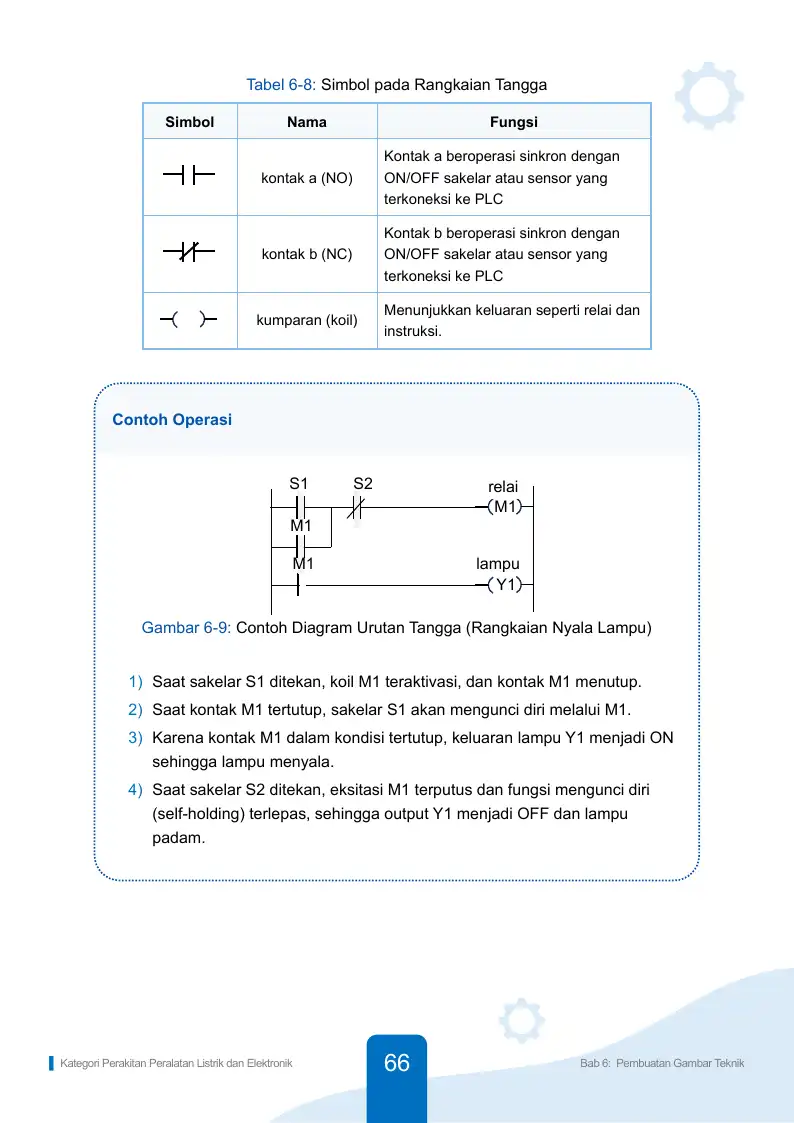 Tabel 6-8: Simbol pada Rangkaian Tangga
Simbol Nama Fungsi
kontak a (NO)
Kontak a beroperasi sinkron dengan
ON/OFF sakelar atau sensor yang
terkoneksi ke PLC
kontak b (NC)
Kontak b beroperasi sinkron dengan
ON/OFF sakelar atau sensor yang
terkoneksi ke PLC
kumparan (koil)
Menunjukkan keluaran seperti relai dan
instruksi.
Contoh Operasi
S1 S2 relai
M1
M1
M1 lampu
Y1
Gambar 6-9: Contoh Diagram Urutan Tangga (Rangkaian Nyala Lampu)
1) Saat sakelar S1 ditekan, koil M1 teraktivasi, dan kontak M1 menutup.
2) Saat kontak M1 tertutup, sakelar S1 akan mengunci diri melalui M1.
3) Karena kontak M1 dalam kondisi tertutup, keluaran lampu Y1 menjadi ON
sehingga lampu menyala.
4) Saat sakelar S2 ditekan, eksitasi M1 terputus dan fungsi mengunci diri
(self-holding) terlepas, sehingga output Y1 menjadi OFF dan lampu
padam.
Kategori Perakitan Peralatan Listrik dan Elektronik 66 Bab 6: Pembuatan Gambar Teknik